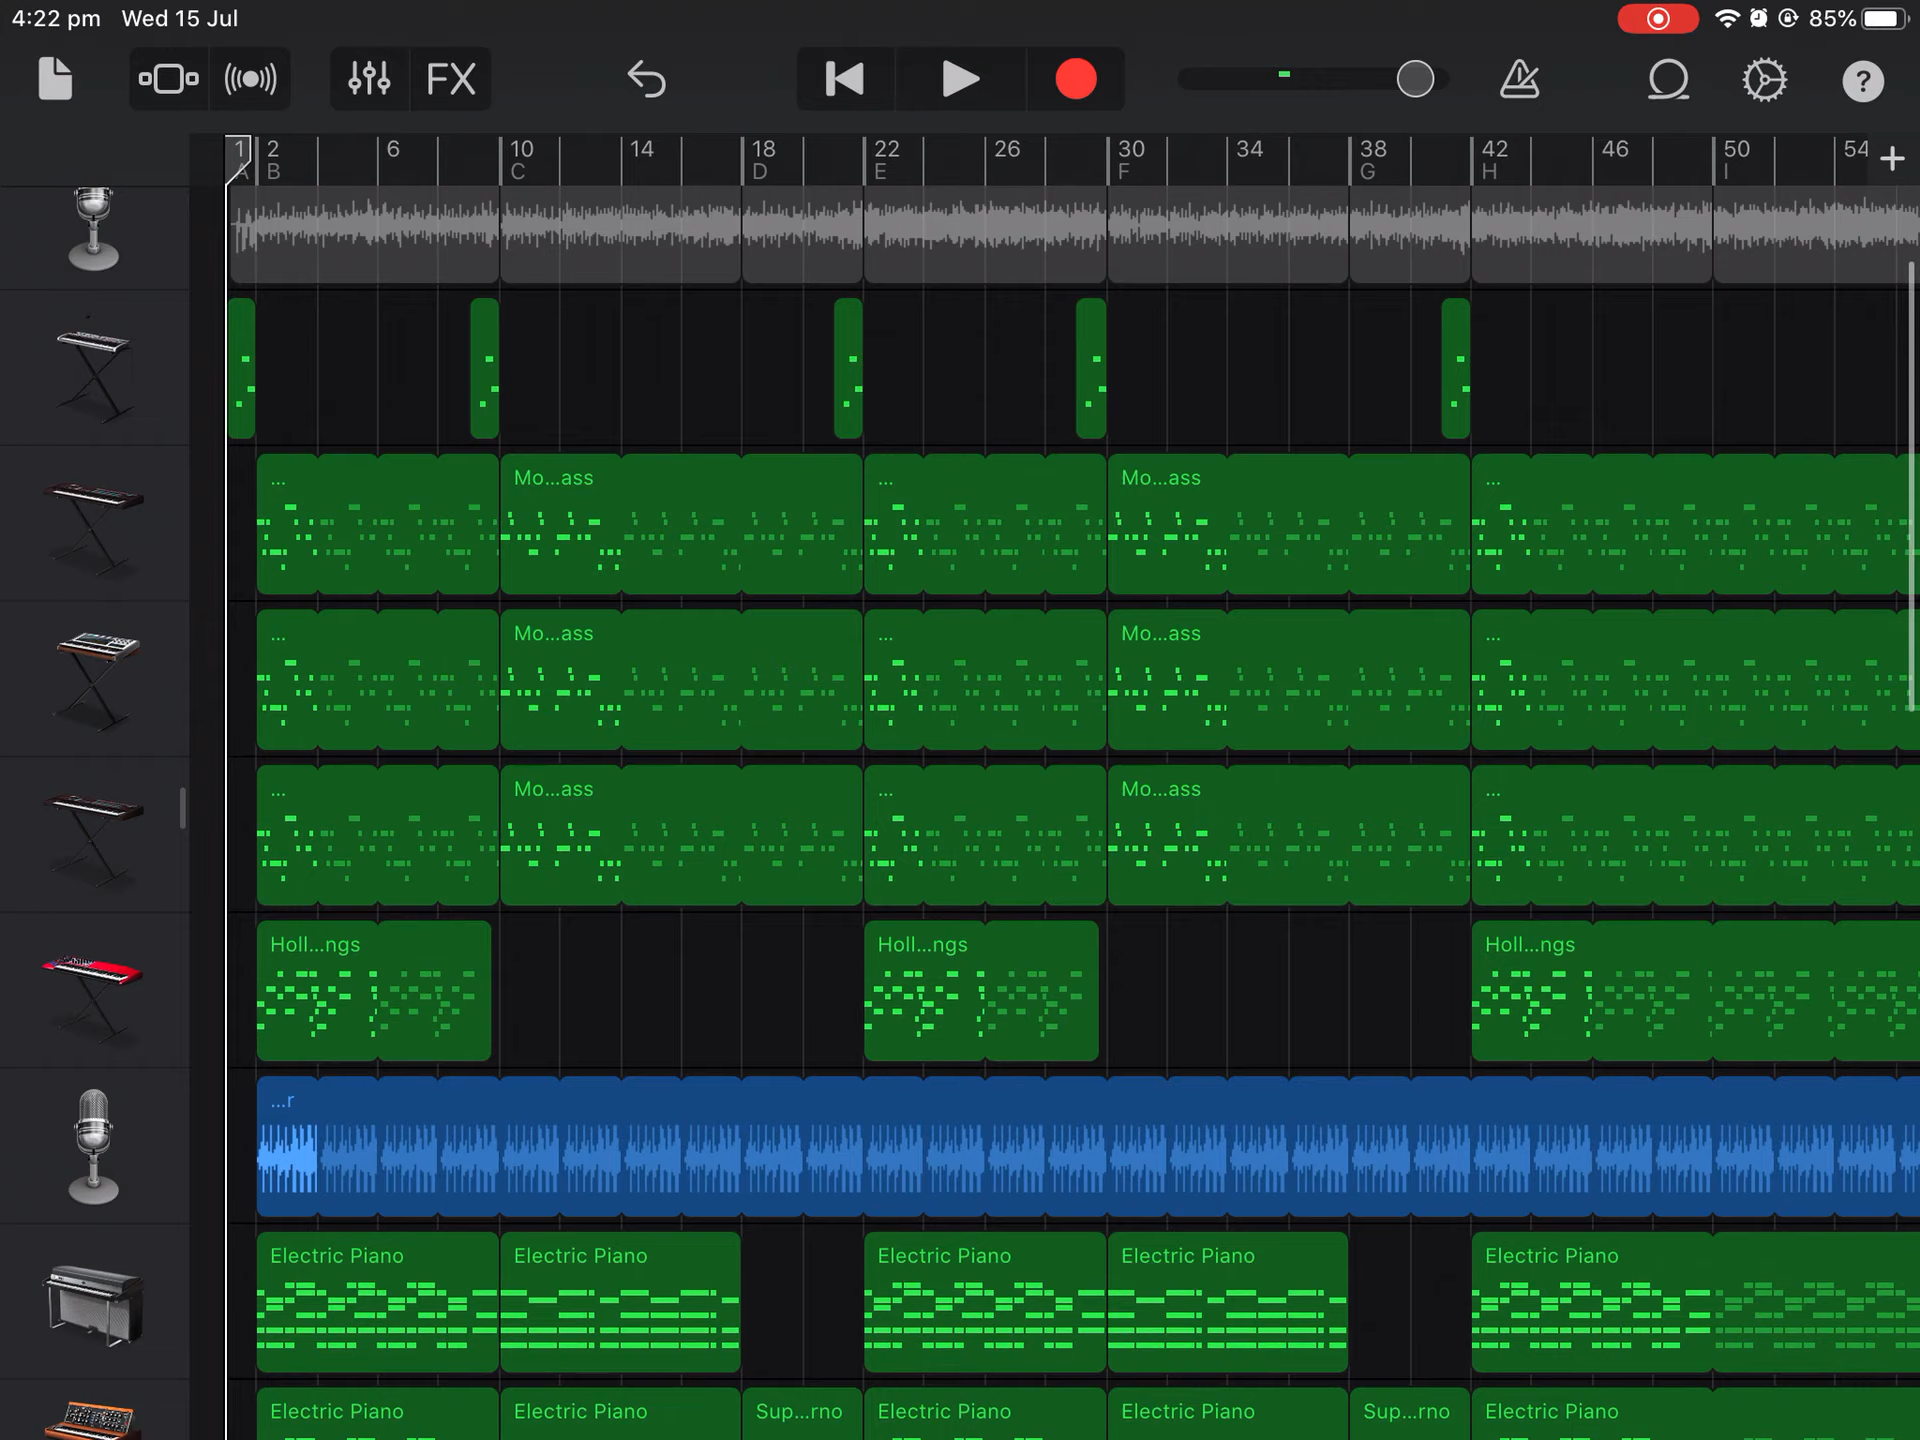 4:22 pm Wed 15 Jul
85%
FX
?
1 2 6 10 14 18 22 26 30 34 38 42 46 50 54 +
A B C D E F G H I
... Mo...ass ... Mo...ass ...
... Mo...ass ... Mo...ass ...
... Mo...ass ... Mo...ass ...
Holl...ngs Holl...ngs Holl...ngs
...r
Electric Piano Electric Piano Electric Piano Electric Piano Electric Piano
Electric Piano Electric Piano Sup...rno Electric Piano Electric Piano Sup...rno Electric Piano